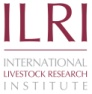 ILRI
INTERNATIONAL
LIVESTOCK RESEARCH
INSTITUTE